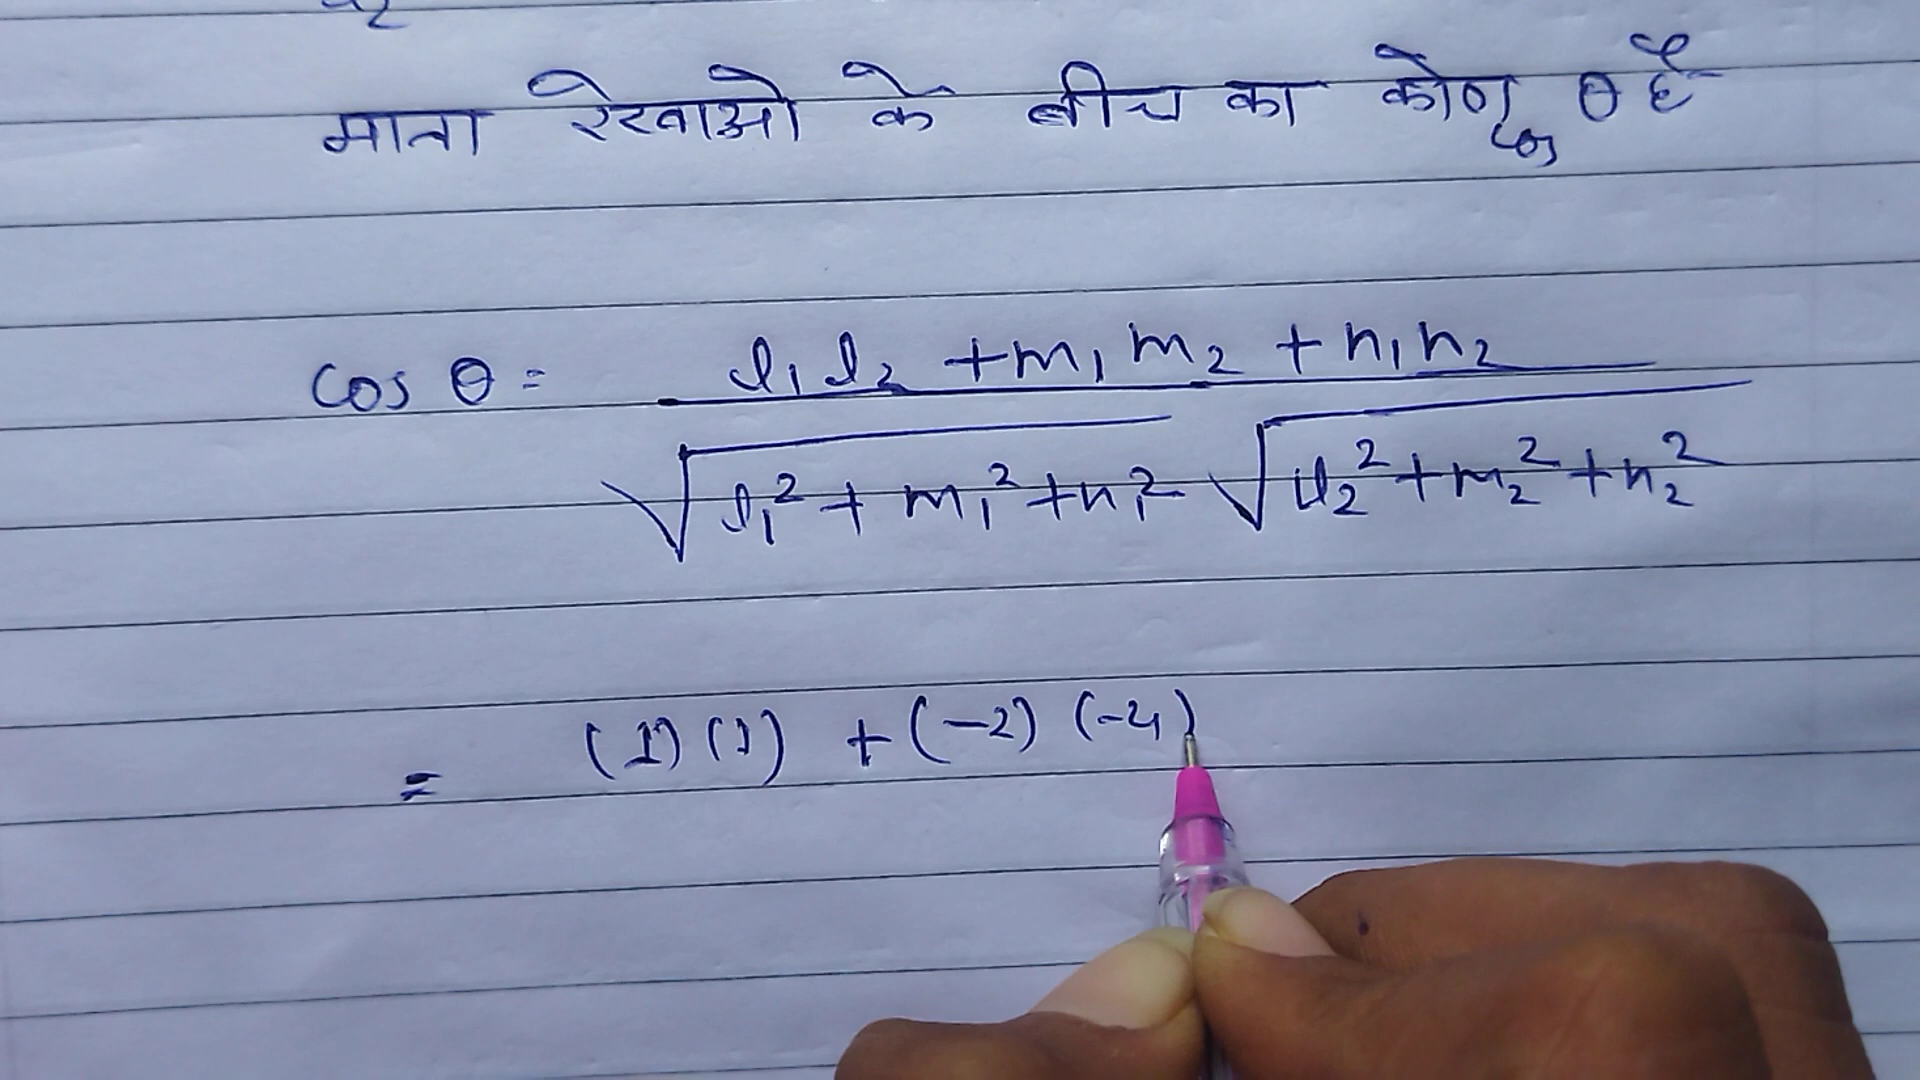 माना रेखाओ के बीच का कोण θ है
cos θ = l₁l₂ + m₁m₂ + n₁n₂
√l₁² + m₁² + n₁² √l₂² + m₂² + n₂²
= (1)(1) + (-2)(-4)